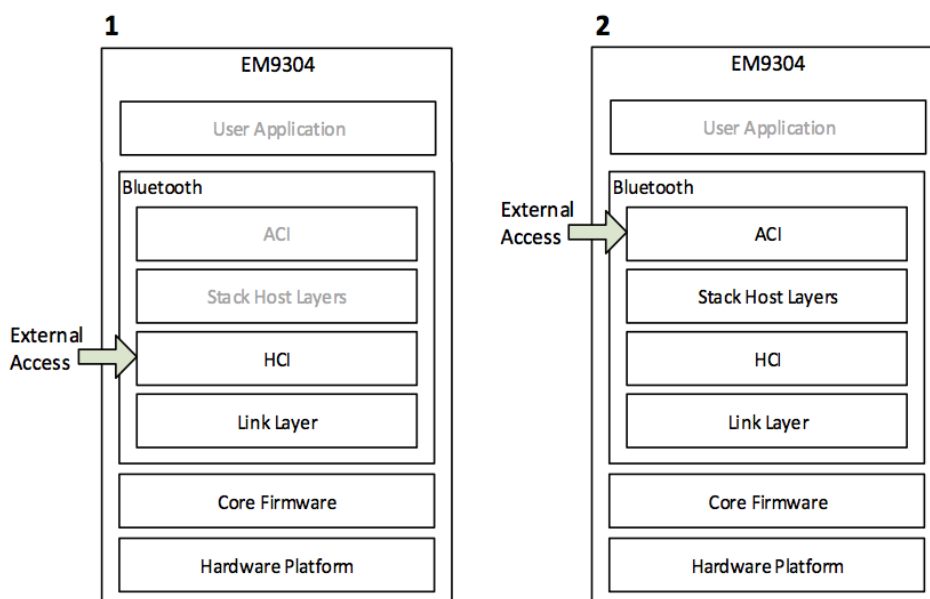 1
EM9304
User Application
Bluetooth
ACI
Stack Host Layers
External
Access
HCI
Link Layer
Core Firmware
Hardware Platform
2
EM9304
User Application
Bluetooth
External
Access
ACI
Stack Host Layers
HCI
Link Layer
Core Firmware
Hardware Platform